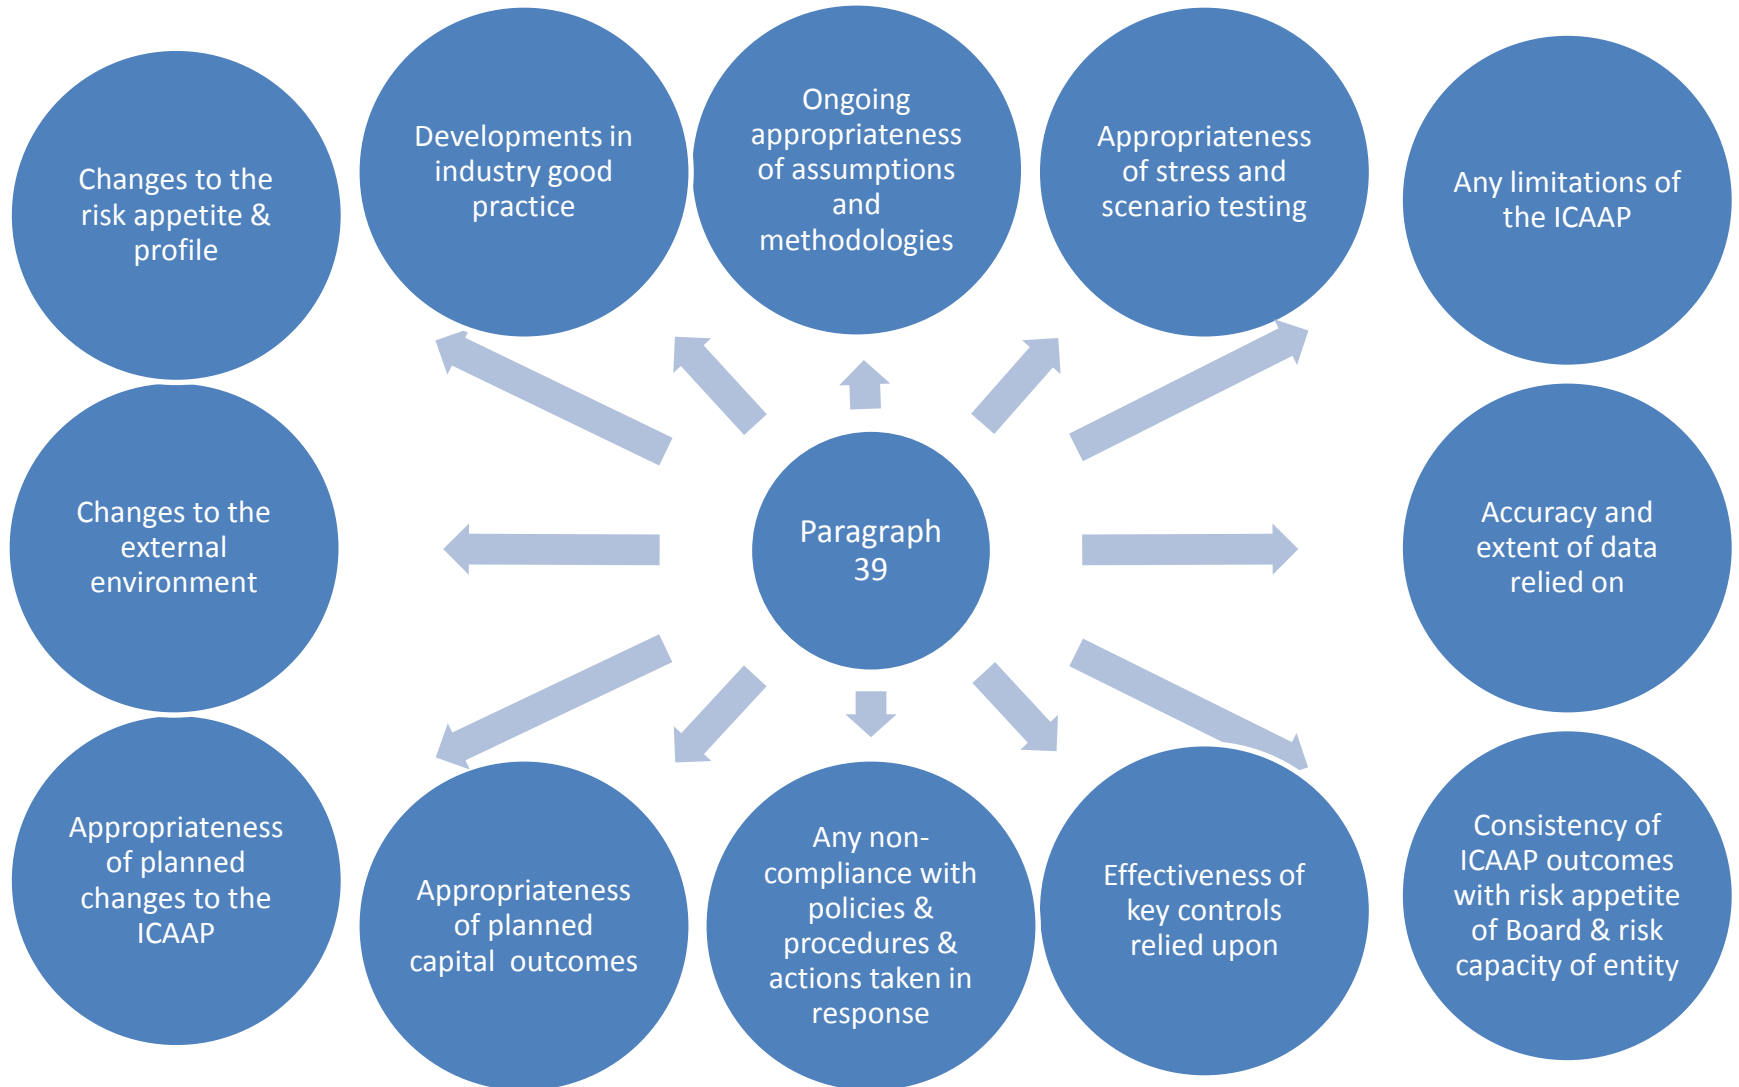 Changes to the
risk appetite &
profile
Developments in
industry good
practice
Ongoing
appropriateness
of assumptions
and
methodologies
Appropriateness
of stress and
scenario testing
Any limitations of
the ICAAP
Changes to the
external
environment
Paragraph
39
Accuracy and
extent of data
relied on
Appropriateness
of planned
changes to the
ICAAP
Appropriateness
of planned
capital outcomes
Any non-
compliance with
policies &
procedures &
actions taken in
response
Effectiveness of
key controls
relied upon
Consistency of
ICAAP outcomes
with risk appetite
of Board & risk
capacity of entity